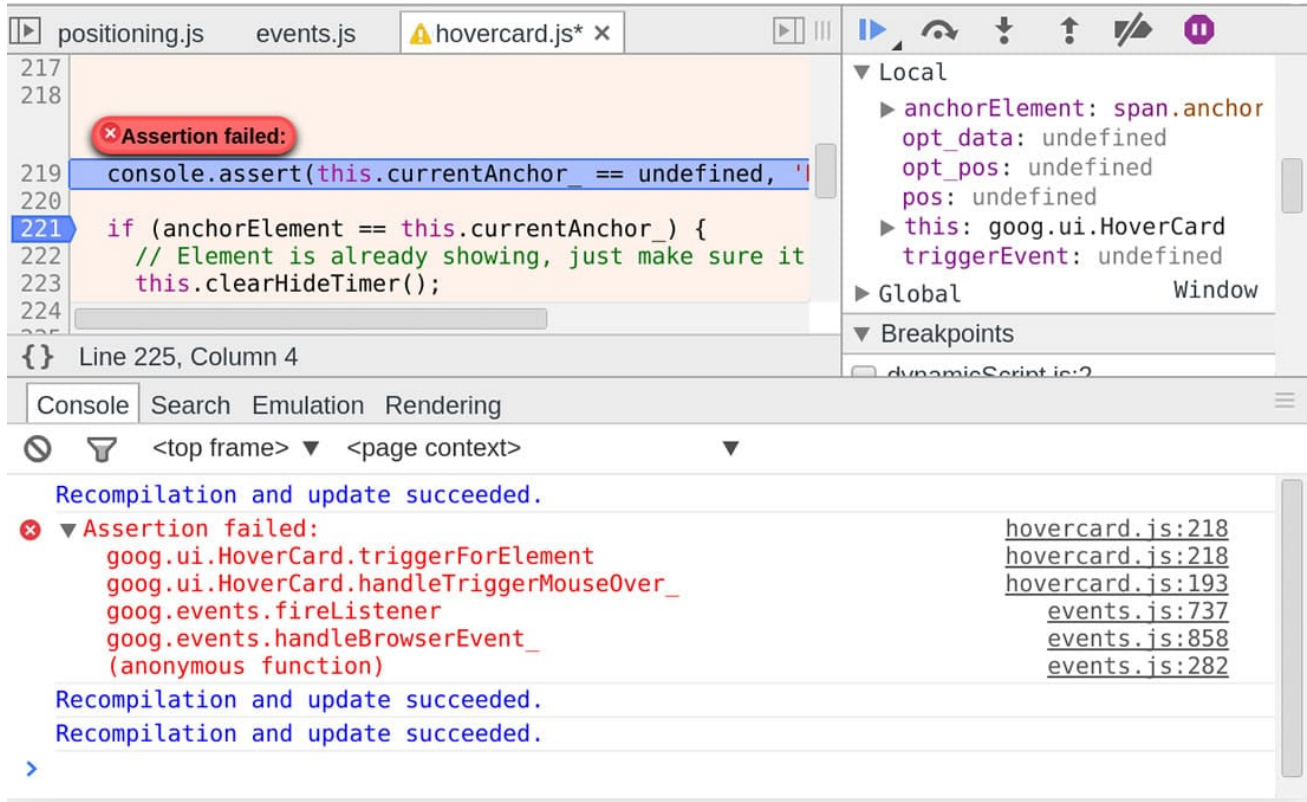 positioning.js events.js hovercard.js* ×
217
218
Assertion failed:
219 console.assert(this.currentAnchor_ == undefined, '
220
221 if (anchorElement == this.currentAnchor_) {
222 // Element is already showing, just make sure it
223 this.clearHideTimer();
224
{} Line 225, Column 4
▼ Local
▶ anchorElement: span.anchor
opt_data: undefined
opt_pos: undefined
pos: undefined
▶ this: goog.ui.HoverCard
triggerEvent: undefined
▶ Global Window
▼ Breakpoints
dynamicScript.js:2
Console Search Emulation Rendering
<top frame> ▼ <page context> ▼
Recompilation and update succeeded.
▼ Assertion failed: hovercard.js:218
goog.ui.HoverCard.triggerForElement hovercard.js:218
goog.ui.HoverCard.handleTriggerMouseOver_ hovercard.js:193
goog.events.fireListener events.js:737
goog.events.handleBrowserEvent_ events.js:858
(anonymous function) events.js:282
Recompilation and update succeeded.
Recompilation and update succeeded.
>